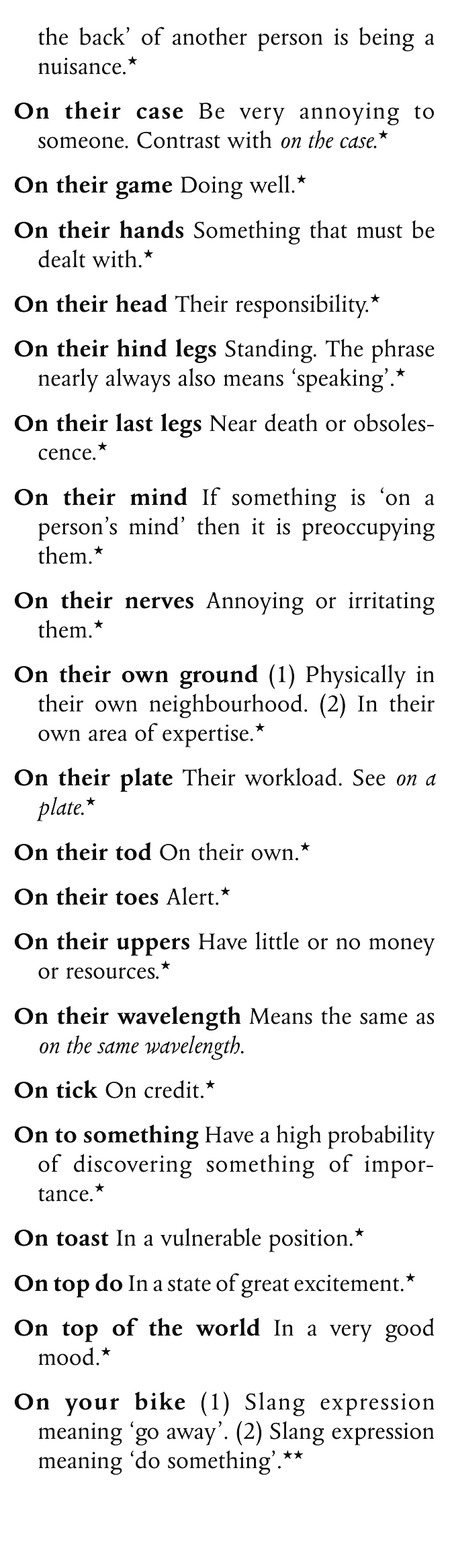 the back’ of another person is being a
nuisance.★
On their case Be very annoying to
someone. Contrast with on the case.★
On their game Doing well.★
On their hands Something that must be
dealt with.★
On their head Their responsibility.★
On their hind legs Standing. The phrase
nearly always also means ‘speaking’.★
On their last legs Near death or obsoles-
cence.★
On their mind If something is ‘on a
person’s mind’ then it is preoccupying
them.★
On their nerves Annoying or irritating
them.★
On their own ground (1) Physically in
their own neighbourhood. (2) In their
own area of expertise.★
On their plate Their workload. See on a
plate.★
On their tod On their own.★
On their toes Alert.★
On their uppers Have little or no money
or resources.★
On their wavelength Means the same as
on the same wavelength.
On tick On credit.★
On to something Have a high probability
of discovering something of impor-
tance.★
On toast In a vulnerable position.★
On top do In a state of great excitement.★
On top of the world In a very good
mood.★
On your bike (1) Slang expression
meaning ‘go away’. (2) Slang expression
meaning ‘do something’.★★